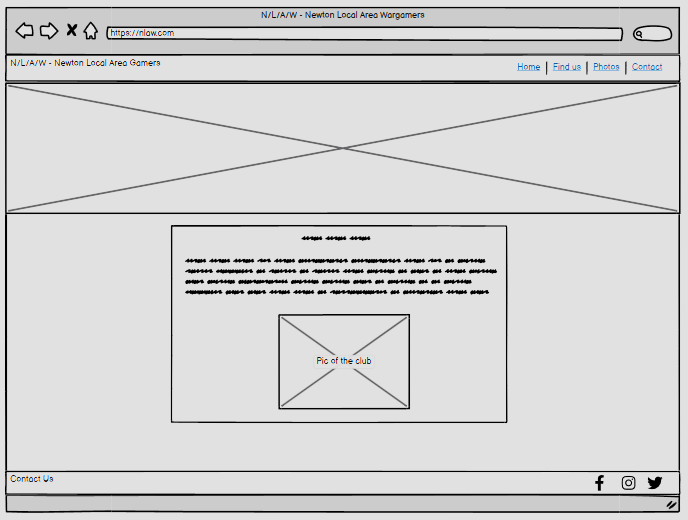 N/L/A/W - Newton Local Area Wargamers
https://nlaw.com
N/L/A/W - Newton Local Area Gamers
Home | Find us | Photos | Contact
Pic of the club
Contact Us